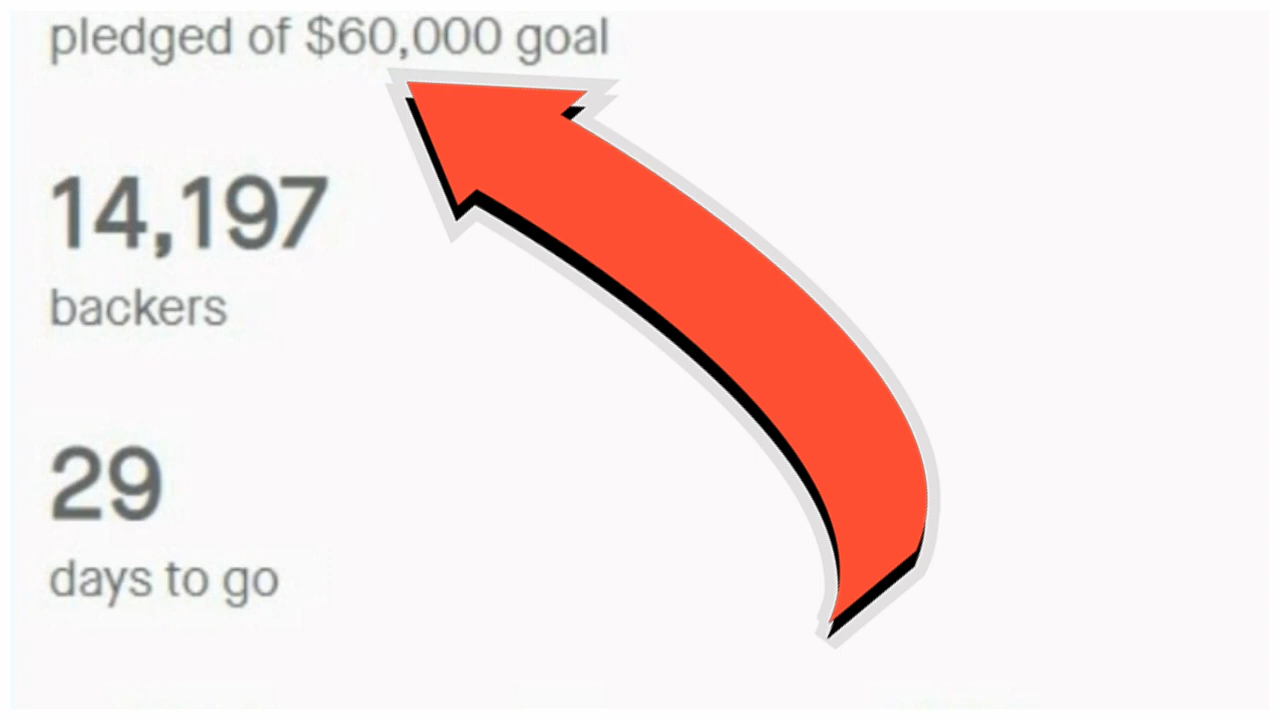 pledged of $60,000 goal
14,197
backers
29
days to go